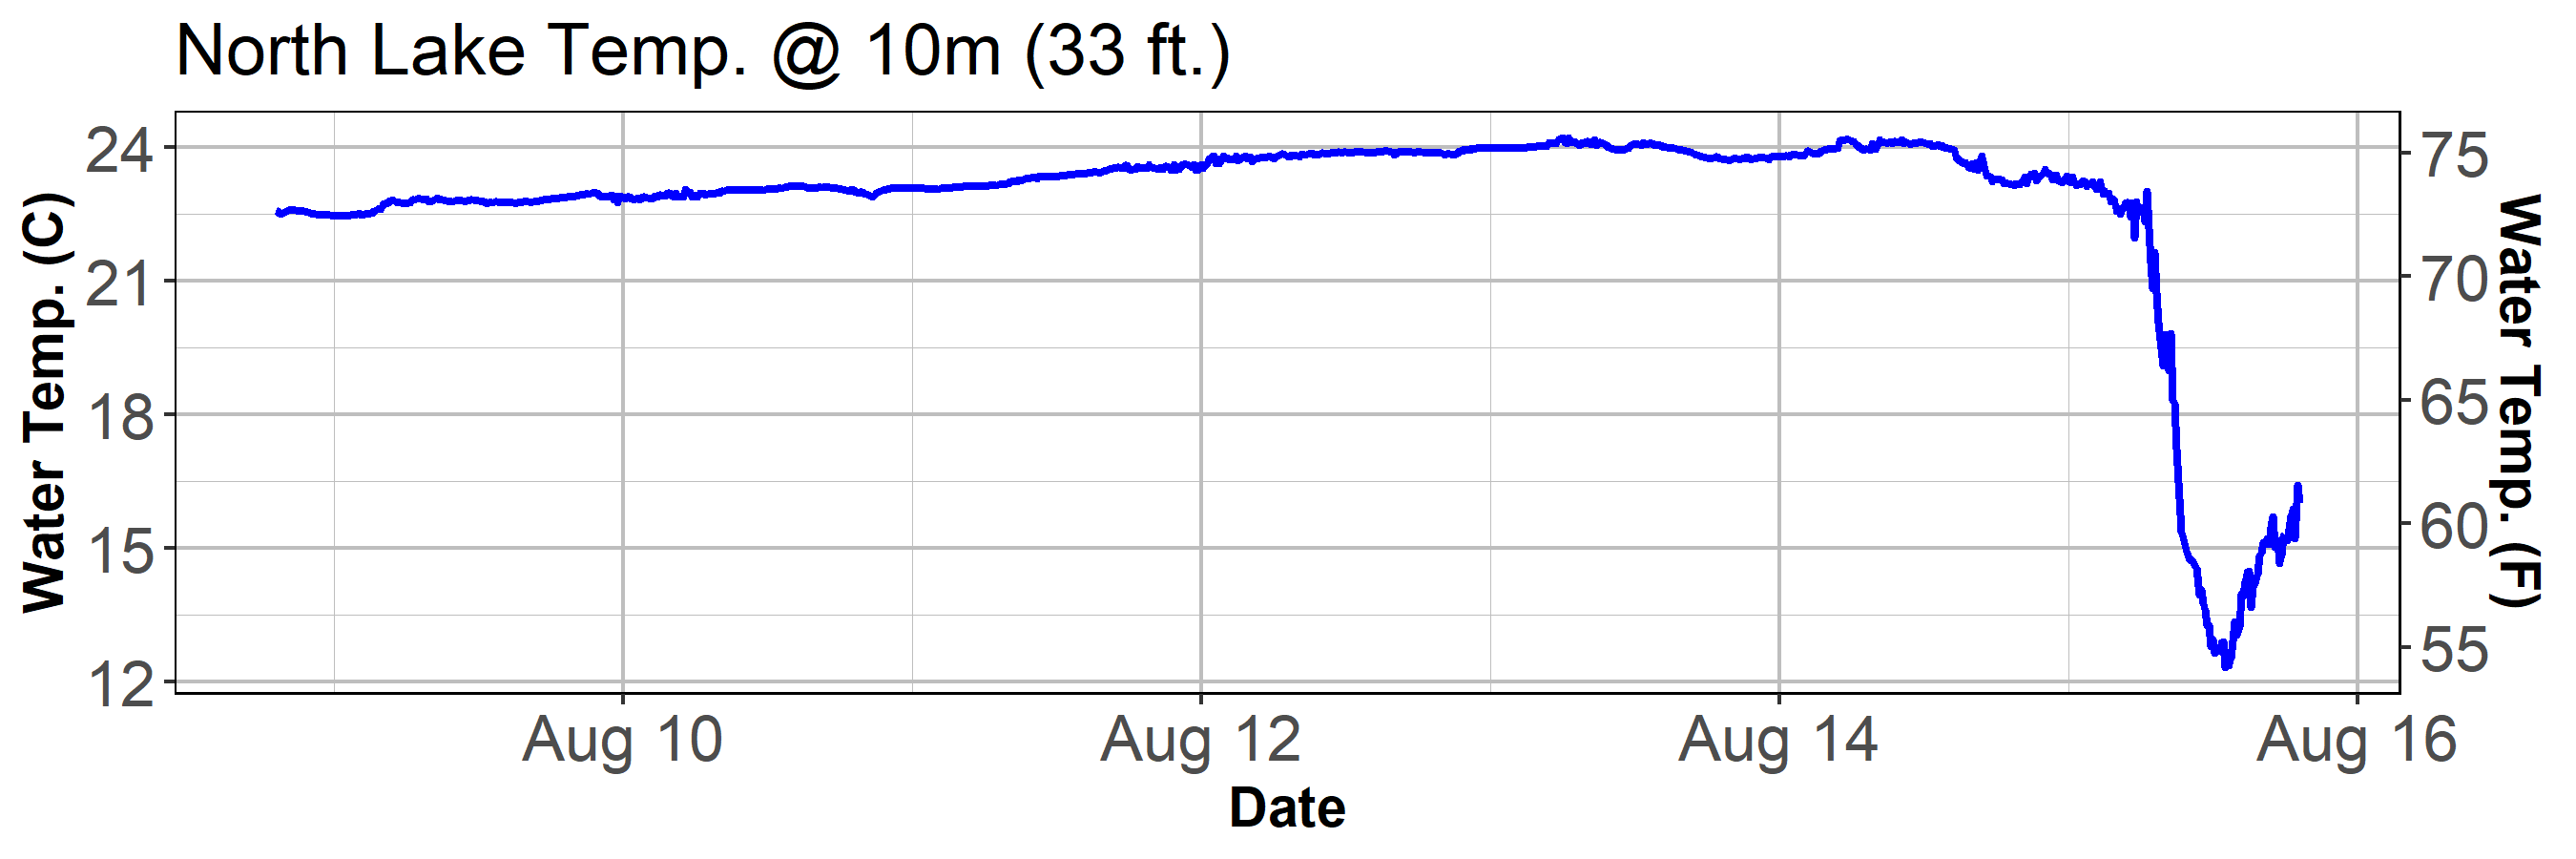 North Lake Temp. @ 10m (33 ft.)
Water Temp. (C)
24
21
18
15
12
75
70
65
60
55
Water Temp. (F)
Aug 10
Aug 12
Aug 14
Aug 16
Date